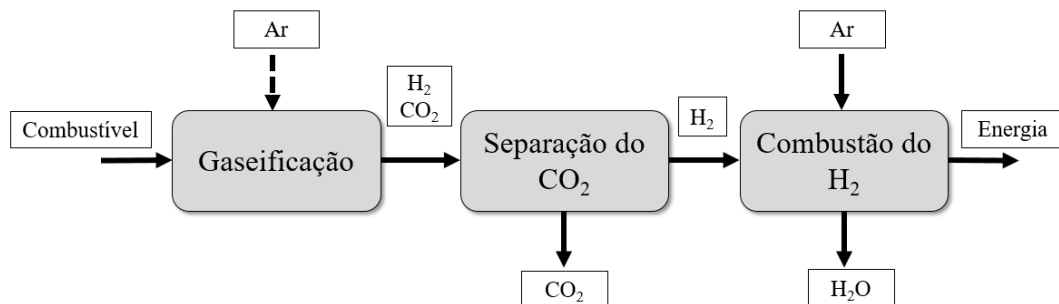 Ar
Ar
H₂
CO₂
Combustível
H₂
Energia
Gaseificação
Separação do
CO₂
Combustão do
H₂
CO₂
H₂O